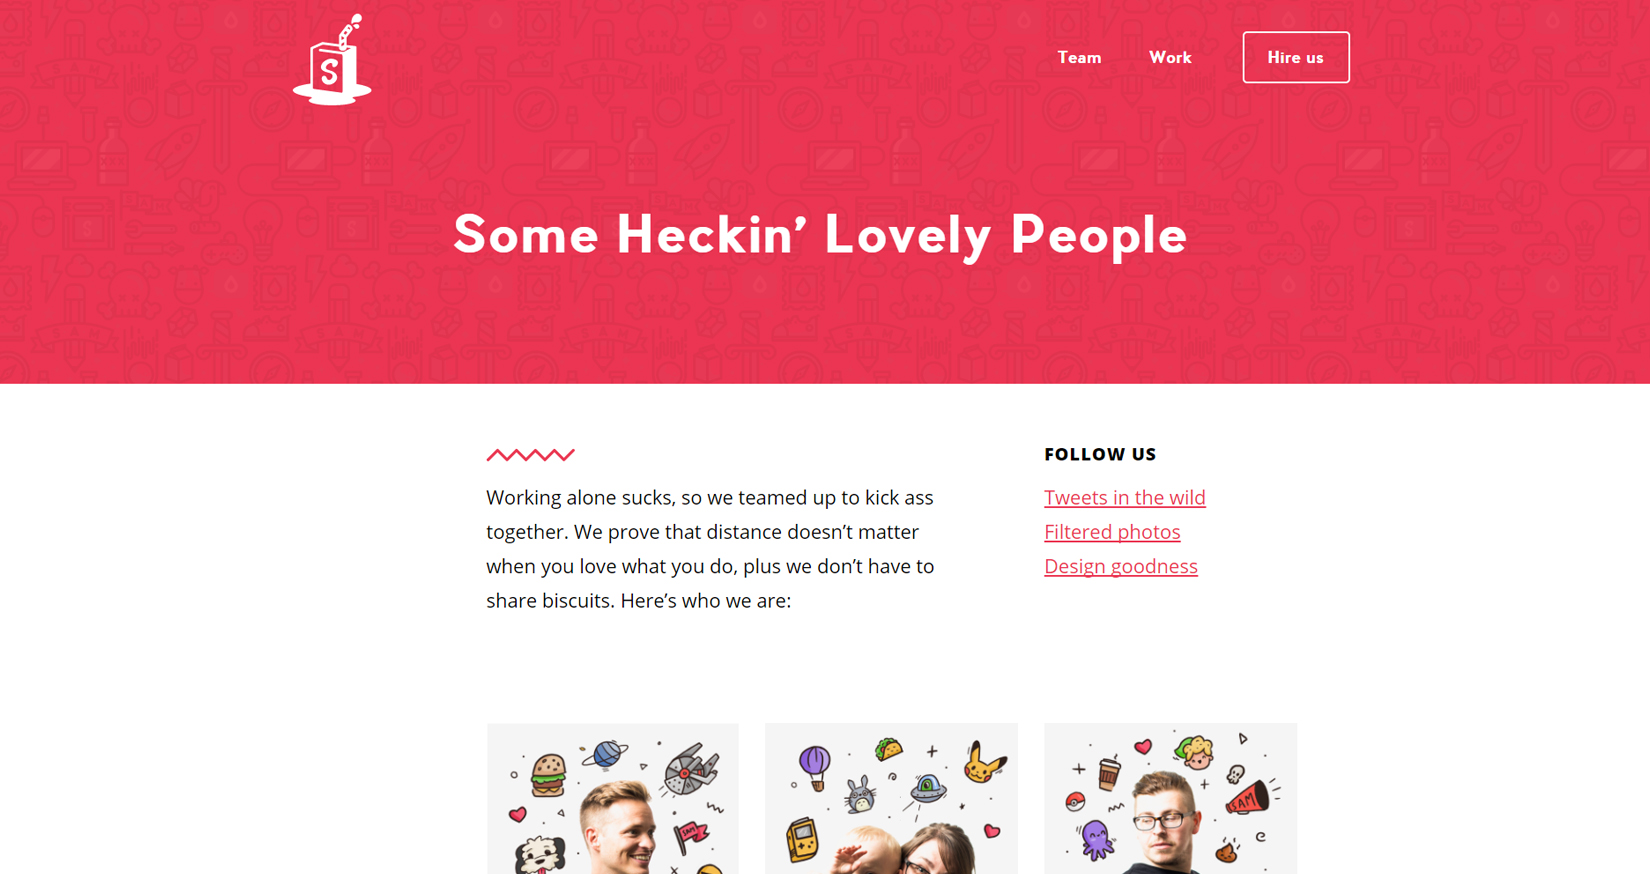 S
Team
Work
Hire us
Some Heckin’ Lovely People
Working alone sucks, so we teamed up to kick ass
together. We prove that distance doesn’t matter
when you love what you do, plus we don’t have to
share biscuits. Here’s who we are:
FOLLOW US
Tweets in the wild
Filtered photos
Design goodness
SAM
SAM